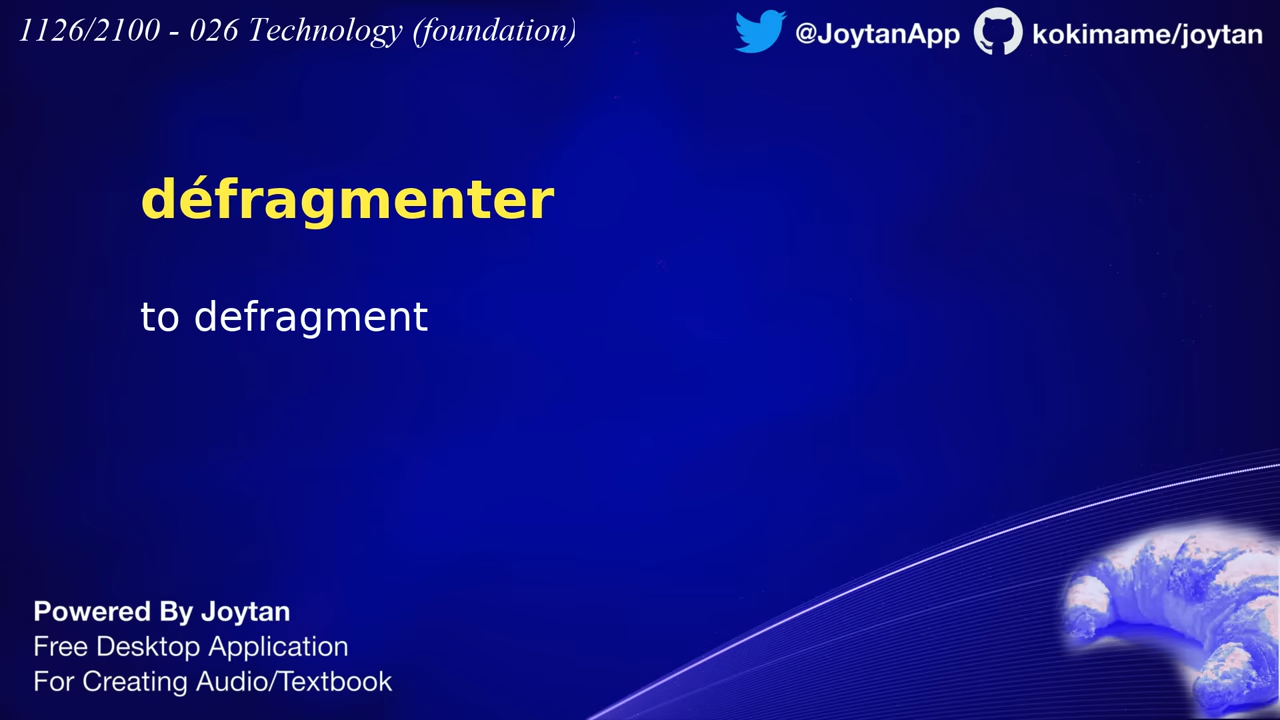 1126/2100 - 026 Technology (foundation)
@JoytanApp kokimame/joytan
défragmenter
to defragment
Powered By Joytan
Free Desktop Application
For Creating Audio/Textbook